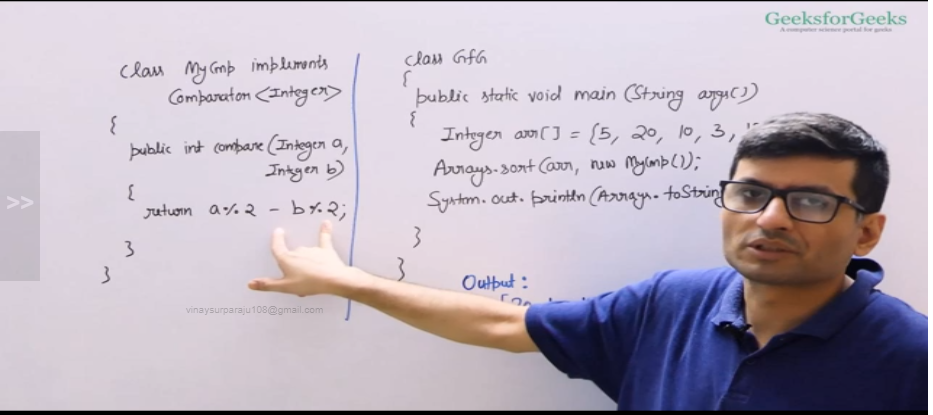 GeeksforGeeks
A computer science portal for geeks
class MyCmp implements
Comparator <Integer>
{
public int compare (Integer a,
Integer b)
{
return a%2 - b%2;
}
}
class GfG
{
public static void main (String args[])
{
Integer arr[] = {5, 20, 10, 3,
Arrays.sort (arr, new MyCmp());
System.out.println (Arrays.toString
}
}
Output:
>>
vinaysurparaju108@gmail.com